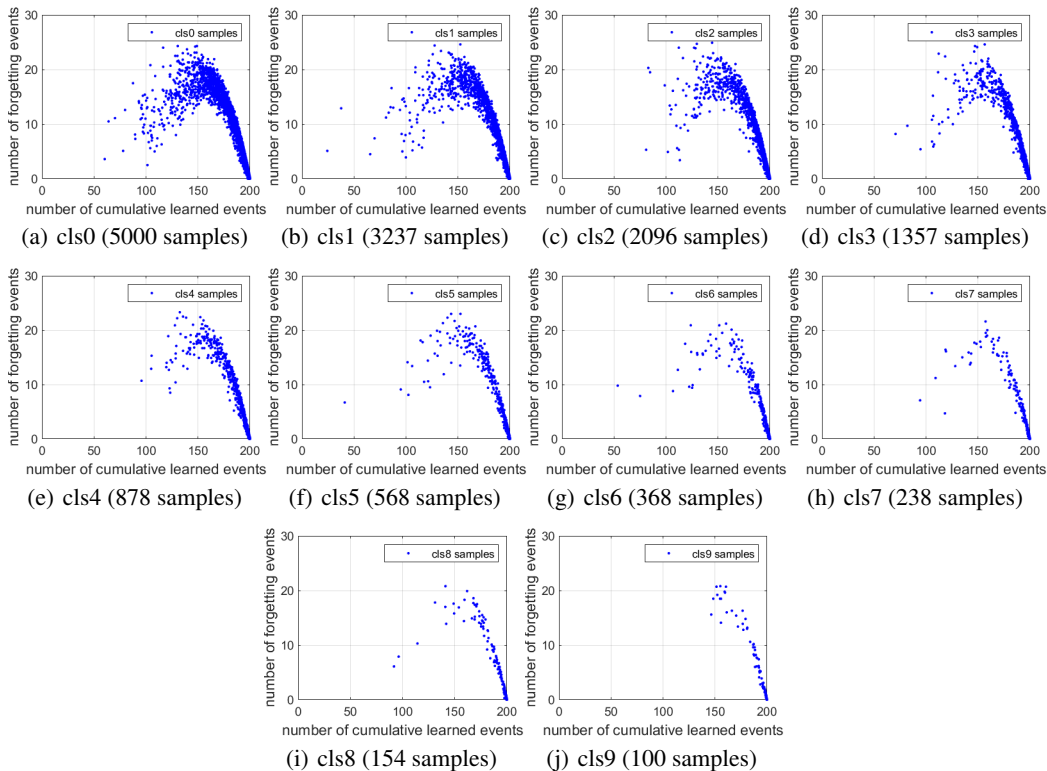 number of forgetting events
30
20
10
0
cls0 samples
0 50 100 150 200
number of cumulative learned events
(a) cls0 (5000 samples)
number of forgetting events
30
20
10
0
cls1 samples
0 50 100 150 200
number of cumulative learned events
(b) cls1 (3237 samples)
number of forgetting events
30
20
10
0
cls2 samples
0 50 100 150 200
number of cumulative learned events
(c) cls2 (2096 samples)
number of forgetting events
30
20
10
0
cls3 samples
0 50 100 150 200
number of cumulative learned events
(d) cls3 (1357 samples)
number of forgetting events
30
20
10
0
cls4 samples
0 50 100 150 200
number of cumulative learned events
(e) cls4 (878 samples)
number of forgetting events
30
20
10
0
cls5 samples
0 50 100 150 200
number of cumulative learned events
(f) cls5 (568 samples)
number of forgetting events
30
20
10
0
cls6 samples
0 50 100 150 200
number of cumulative learned events
(g) cls6 (368 samples)
number of forgetting events
30
20
10
0
cls7 samples
0 50 100 150 200
number of cumulative learned events
(h) cls7 (238 samples)
number of forgetting events
30
20
10
0
cls8 samples
0 50 100 150 200
number of cumulative learned events
(i) cls8 (154 samples)
number of forgetting events
30
20
10
0
cls9 samples
0 50 100 150 200
number of cumulative learned events
(j) cls9 (100 samples)